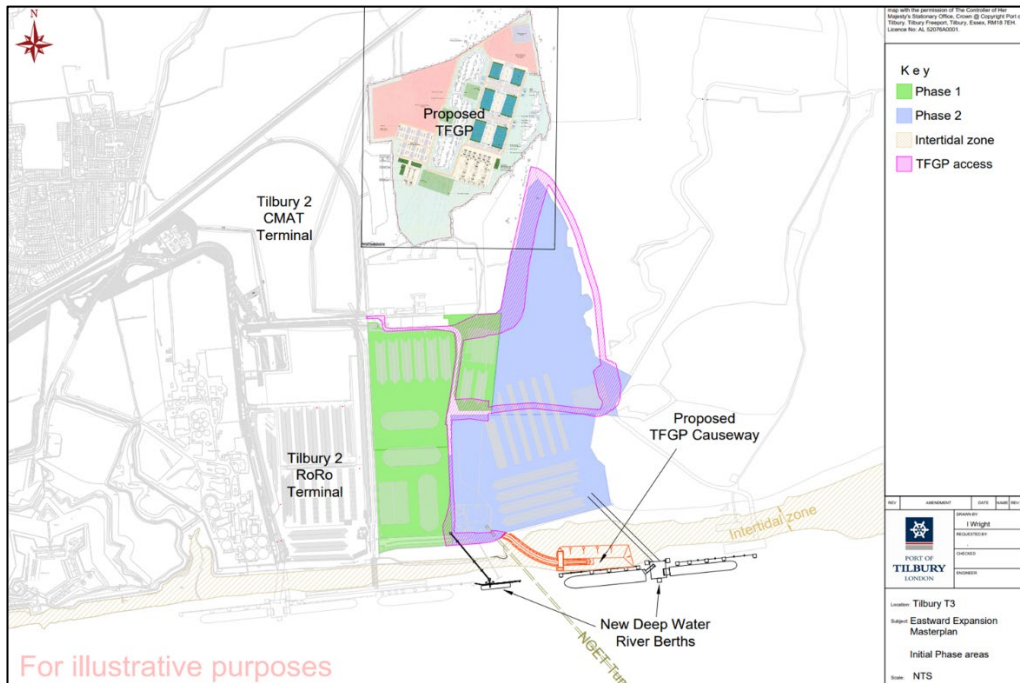 map with the permission of The Controller of Her
Majesty's Stationary Office, Crown @ Copyright Port of
Tilbury. Tilbury Freeport, Tilbury, Essex, RM18 7EH.
Licence No: AL 52076A0001.
N
Key
Phase 1
Phase 2
Intertidal zone
TFGP access
Proposed
TFGP
Tilbury 2
CMAT
Terminal
Tilbury 2
RoRo
Terminal
Proposed
TFGP Causeway
Intertidal zone
New Deep Water
River Berths
NGET Tun
For illustrative purposes
REV AMENDMENT DATE NAME REV
PORT OF
TILBURY
LONDON
DRAWN BY
I Wright
REQUESTED BY
CHECKED
ENGINEER
Location: Tilbury T3
Subject: Eastward Expansion
Masterplan
Initial Phase areas
Scale: NTS